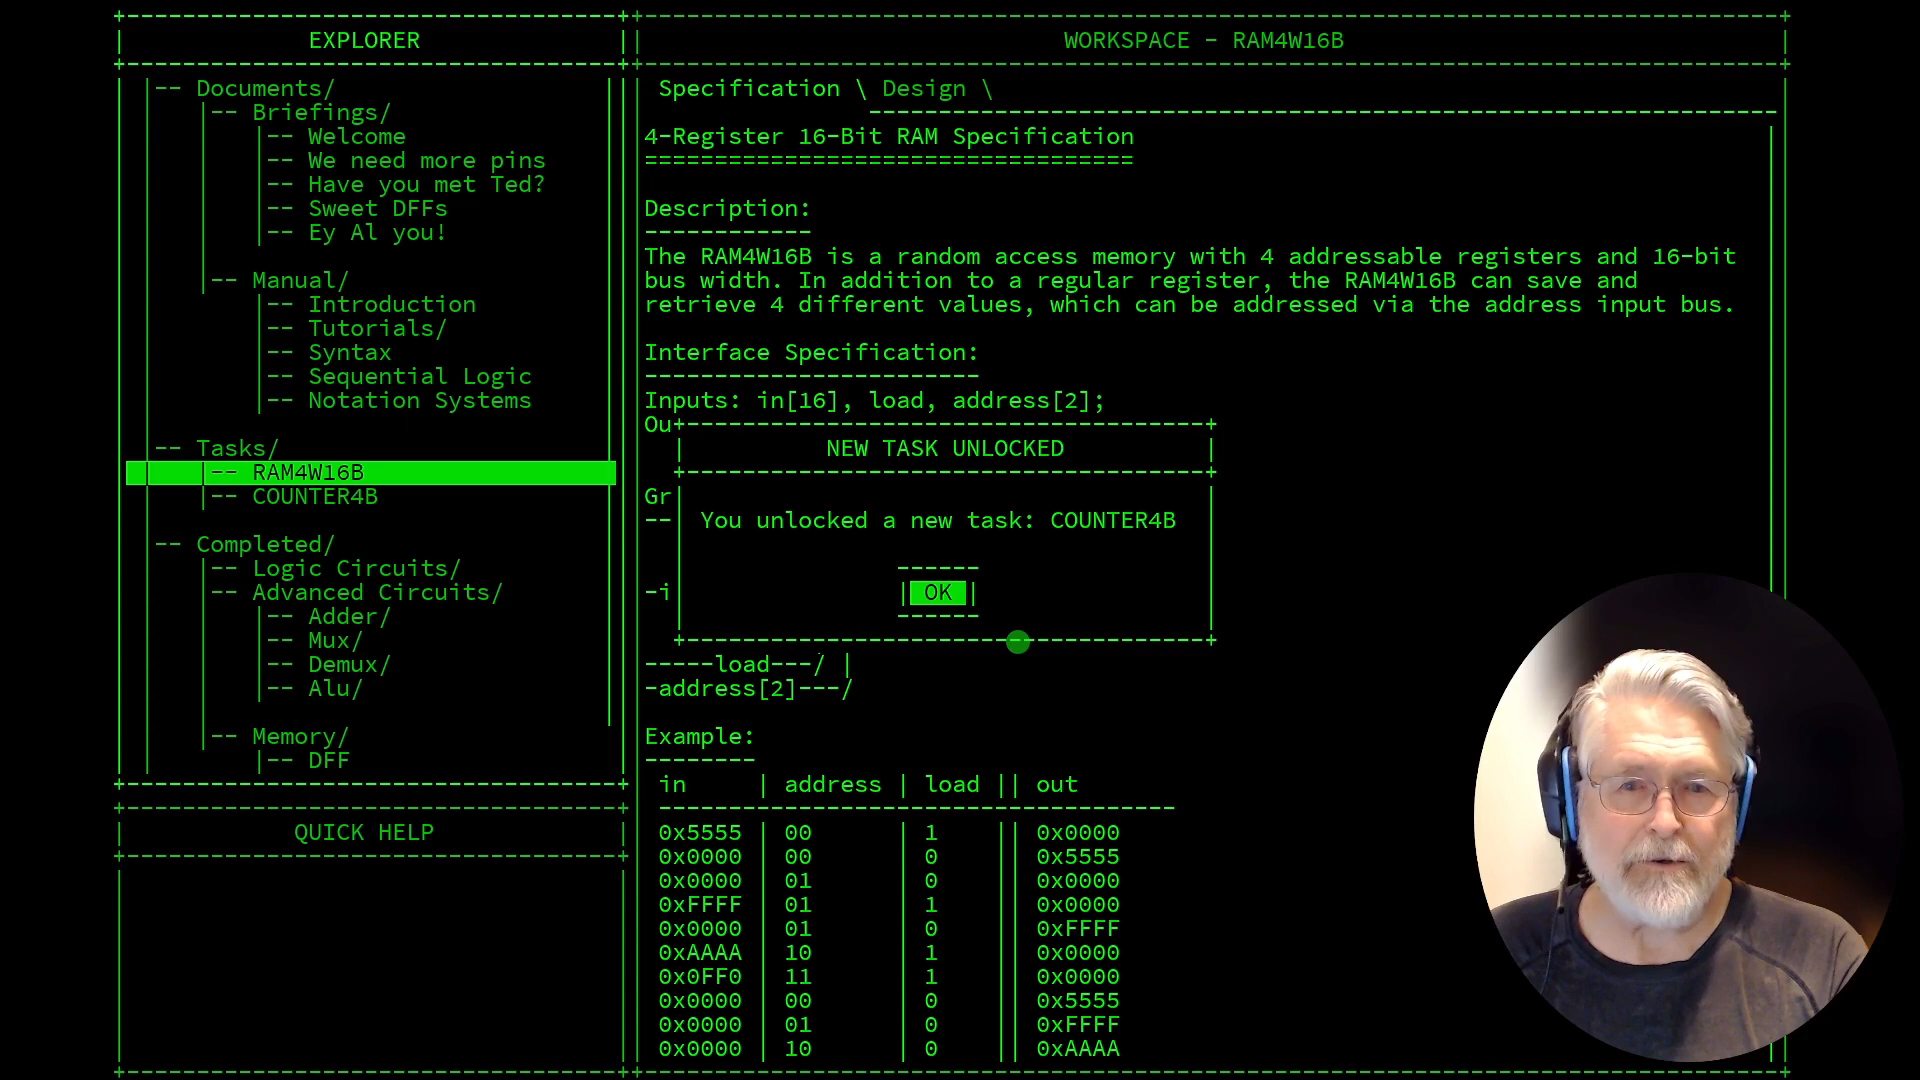 EXPLORER
-- Documents/
-- Briefings/
-- Welcome
-- We need more pins
-- Have you met Ted?
-- Sweet DFFs
-- Ey Al you!
-- Manual/
-- Introduction
-- Tutorials/
-- Syntax
-- Sequential Logic
-- Notation Systems
-- Tasks/
-- RAM4W16B
-- COUNTER4B
-- Completed/
-- Logic Circuits/
-- Advanced Circuits/
-- Adder/
-- Mux/
-- Demux/
-- Alu/
-- Memory/
-- DFF
QUICK HELP
WORKSPACE - RAM4W16B
Specification \ Design \
4-Register 16-Bit RAM Specification
===================================
Description:
------------
The RAM4W16B is a random access memory with 4 addressable registers and 16-bit
bus width. In addition to a regular register, the RAM4W16B can save and
retrieve 4 different values, which can be addressed via the address input bus.
Interface Specification:
------------------------
Inputs: in[16], load, address[2];
Ou
NEW TASK UNLOCKED
Gr
--
You unlocked a new task: COUNTER4B
-i
OK
-----load---/ |
-address[2]---/
Example:
--------
in | address | load || out
-------------------------------------
0x5555 | 00 | 1 || 0x0000
0x0000 | 00 | 0 || 0x5555
0x0000 | 01 | 0 || 0x0000
0xFFFF | 01 | 1 || 0x0000
0x0000 | 01 | 0 || 0xFFFF
0xAAAA | 10 | 1 || 0x0000
0x0FF0 | 11 | 1 || 0x0000
0x0000 | 00 | 0 || 0x5555
0x0000 | 01 | 0 || 0xFFFF
0x0000 | 10 | 0 || 0xAAAA